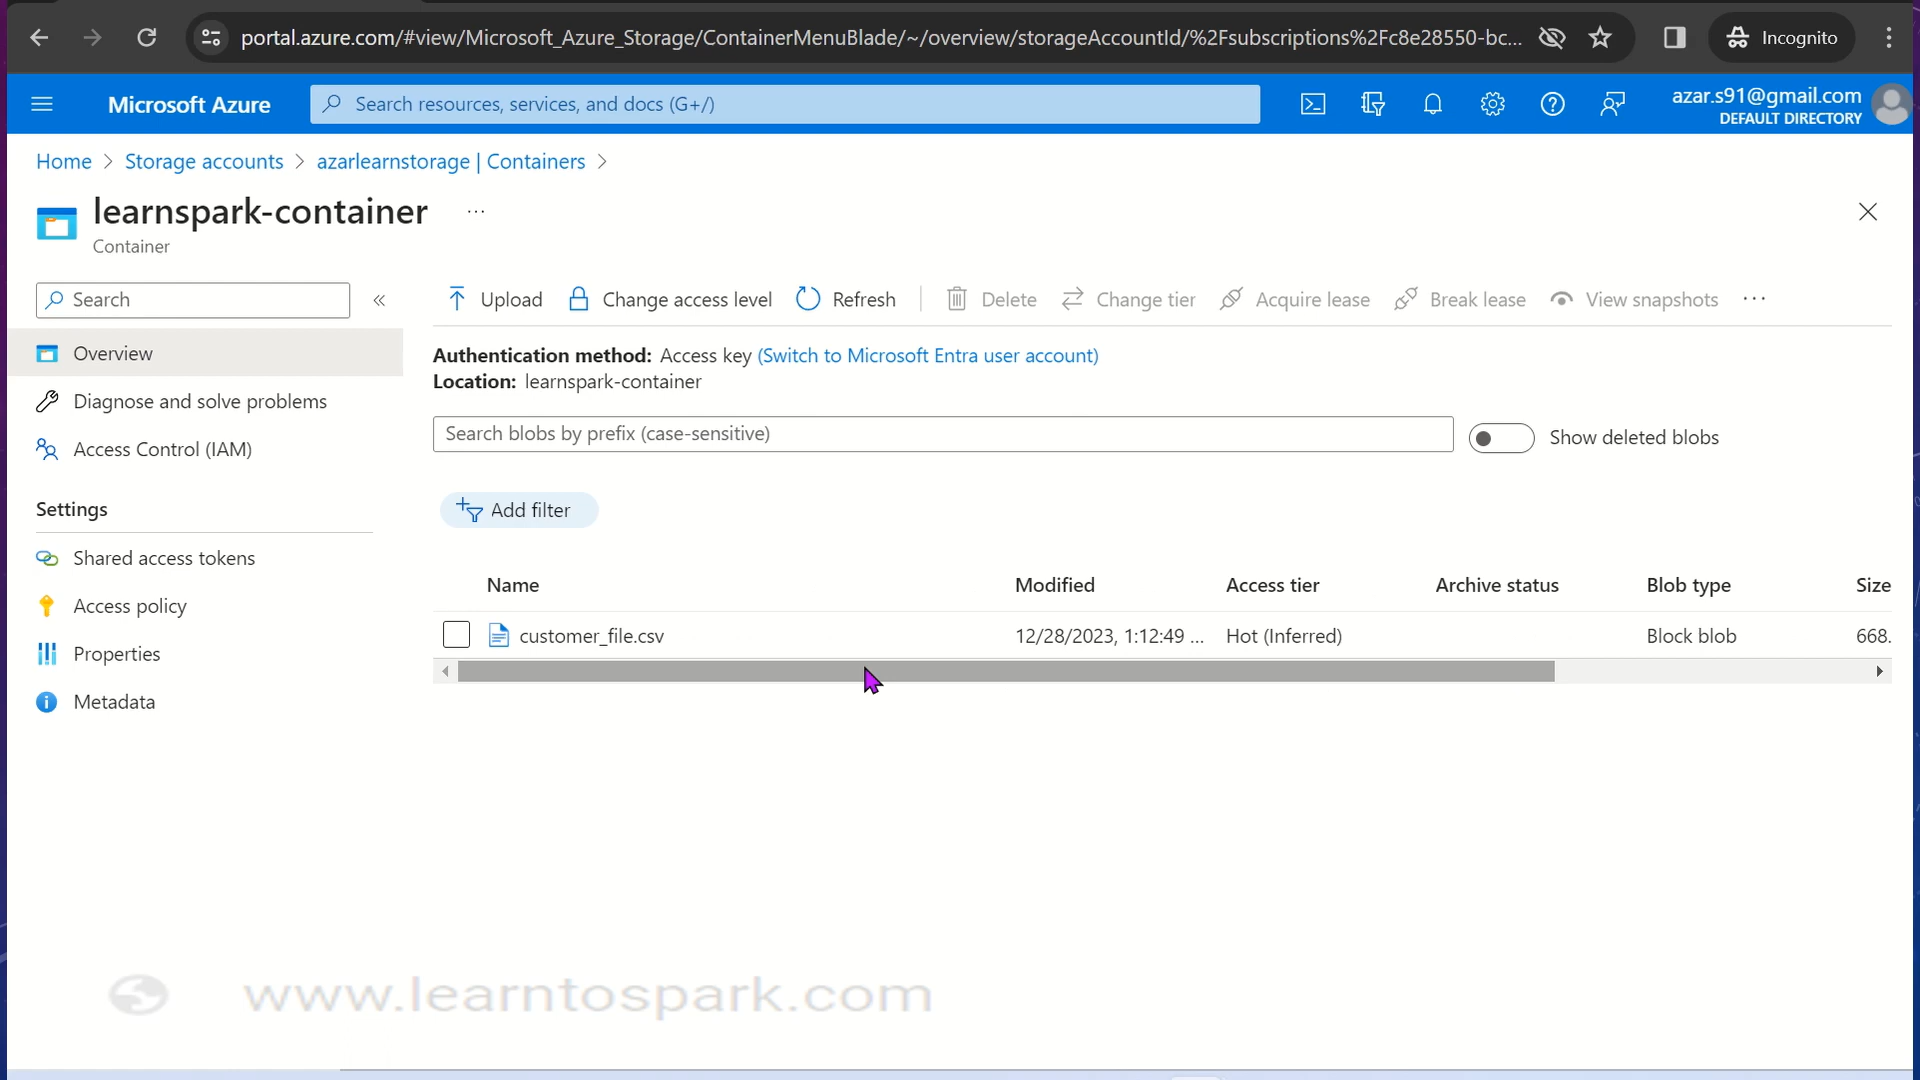 portal.azure.com/#view/Microsoft_Azure_Storage/ContainerMenuBlade/~/overview/storageAccountId/%2Fsubscriptions%2Fc8e28550-bc...
Incognito
Microsoft Azure
Search resources, services, and docs (G+/)
azar.s91@gmail.com
DEFAULT DIRECTORY
Home > Storage accounts > azarlearnstorage | Containers >
learnspark-container ...
Container
Search
«
Upload
Change access level
Refresh
Delete
Change tier
Acquire lease
Break lease
View snapshots
...
Overview
Diagnose and solve problems
Access Control (IAM)
Settings
Shared access tokens
Access policy
Properties
Metadata
Authentication method: Access key (Switch to Microsoft Entra user account)
Location: learnspark-container
Search blobs by prefix (case-sensitive)
Show deleted blobs
Add filter
Name Modified Access tier Archive status Blob type Size
customer_file.csv 12/28/2023, 1:12:49 ... Hot (Inferred) Block blob 668.
www.learntospark.com